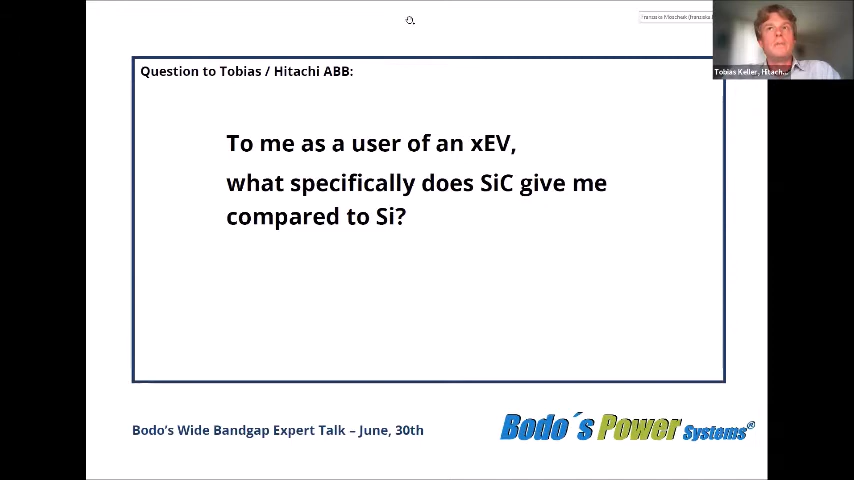 Question to Tobias / Hitachi ABB:
Tobias Keller, Hitach...
To me as a user of an xEV,
what specifically does SiC give me
compared to Si?
Bodo's Wide Bandgap Expert Talk – June, 30th
Bodo´s Power Systems®